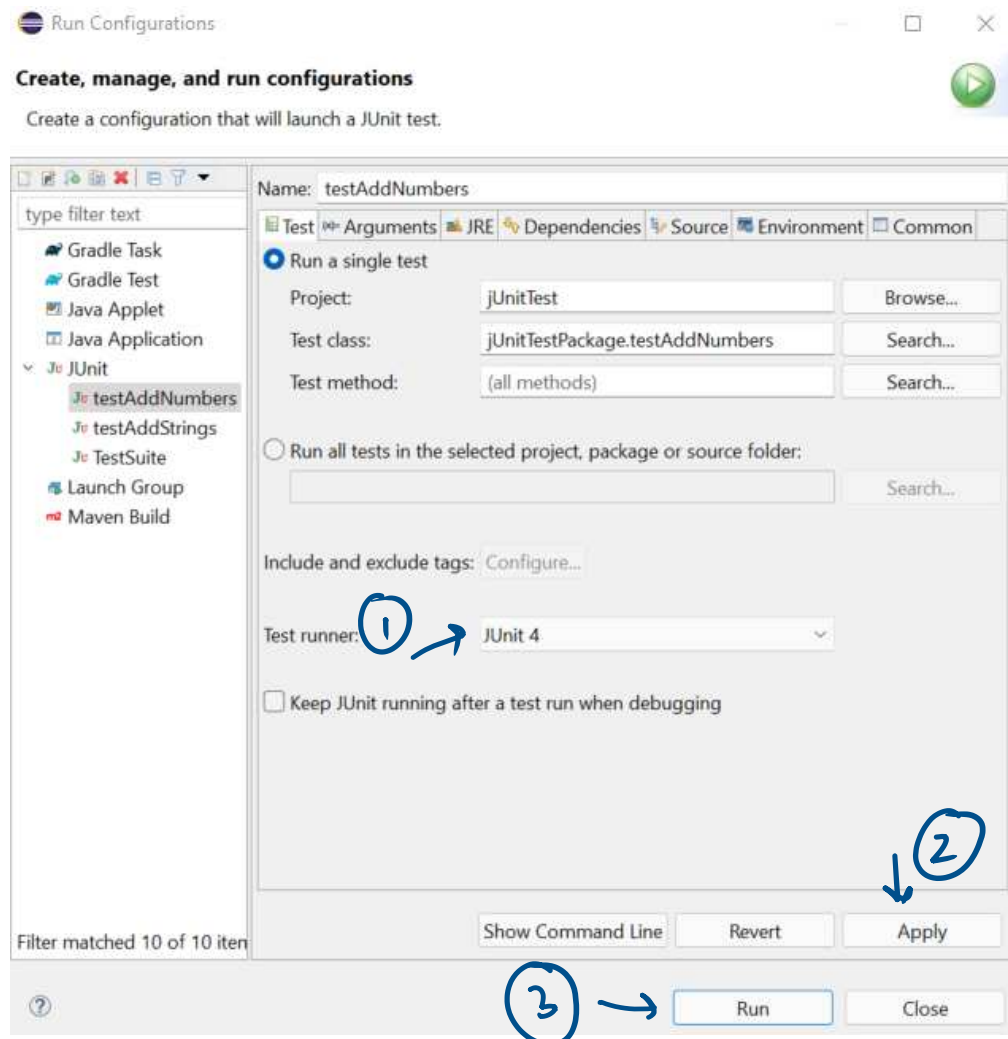 Run Configurations
Create, manage, and run configurations
Create a configuration that will launch a JUnit test.
type filter text
Gradle Task
Gradle Test
Java Applet
Java Application
Ju JUnit
Ju testAddNumbers
Ju testAddStrings
Ju TestSuite
Launch Group
m2 Maven Build
Filter matched 10 of 10 iten
Name: testAddNumbers
Test Arguments JRE Dependencies Source Environment Common
Run a single test
Project: jUnitTest Browse...
Test class: jUnitTestPackage.testAddNumbers Search...
Test method: (all methods) Search...
Run all tests in the selected project, package or source folder:
Search...
Include and exclude tags: Configure...
Test runner: 1 JUnit 4
Keep JUnit running after a test run when debugging
2
Show Command Line Revert Apply
? 3 Run Close